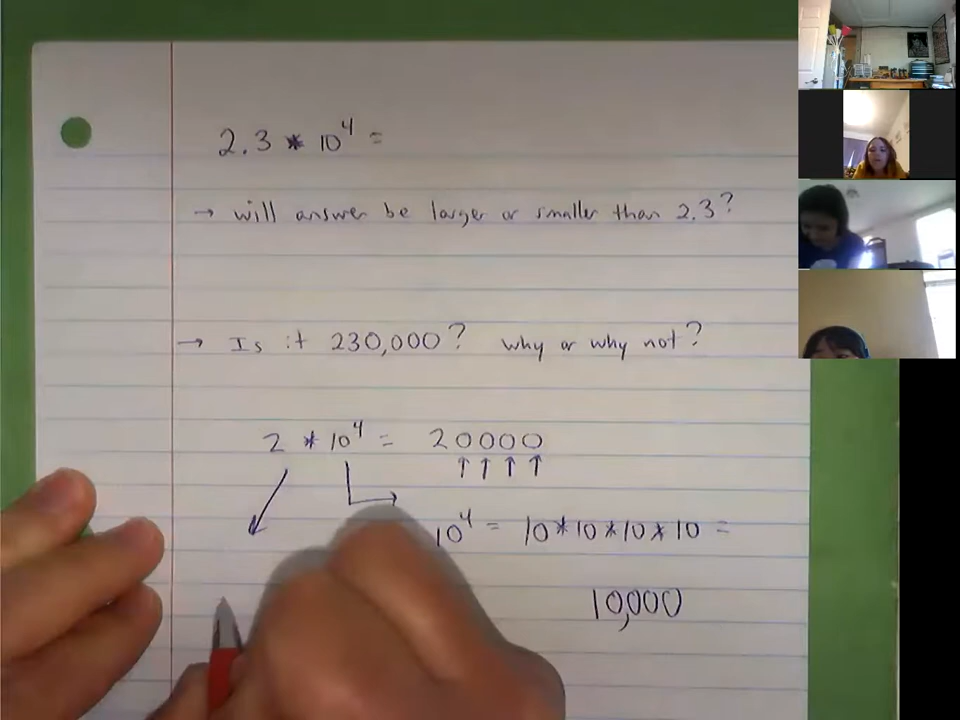 2.3 * 10⁴ =
→ will answer be larger or smaller than 2.3?
→ Is it 230,000? why or why not?
2 * 10⁴ = 20000
↑ ↑ ↑ ↑
10⁴ = 10*10*10*10 =
10,000